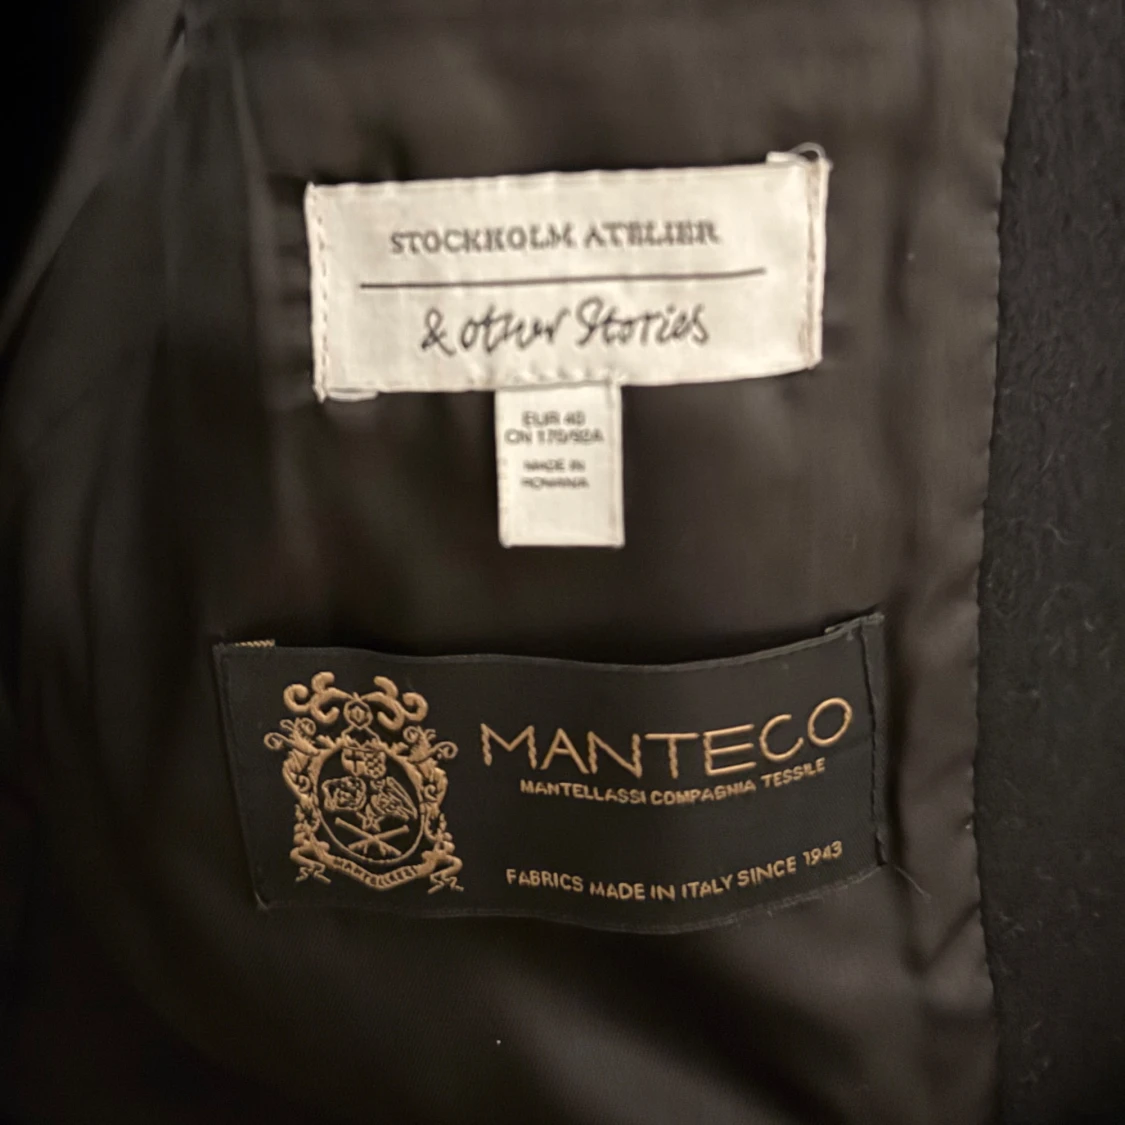 STOCKHOLM ATELIER
& other Stories
EUR 40
CN 170/92A
MADE IN
ROMANIA
MANTECO
MANTELLASSI COMPAGNIA TESSILE
FABRICS MADE IN ITALY SINCE 1943